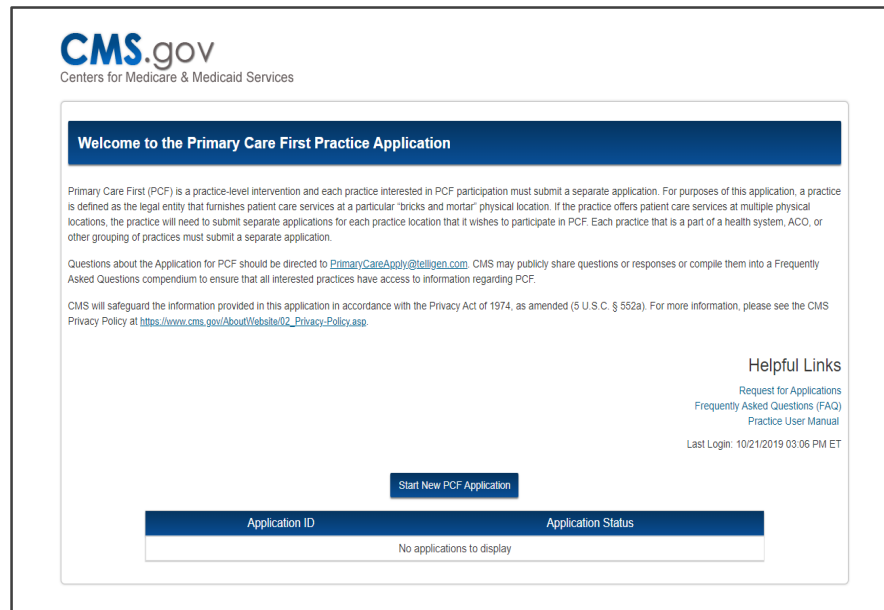 CMS.gov
Centers for Medicare & Medicaid Services
Welcome to the Primary Care First Practice Application
Primary Care First (PCF) is a practice-level intervention and each practice interested in PCF participation must submit a separate application. For purposes of this application, a practice
is defined as the legal entity that furnishes patient care services at a particular “bricks and mortar” physical location. If the practice offers patient care services at multiple physical
locations, the practice will need to submit separate applications for each practice location that it wishes to participate in PCF. Each practice that is a part of a health system, ACO, or
other grouping of practices must submit a separate application.
Questions about the Application for PCF should be directed to PrimaryCareApply@telligen.com. CMS may publicly share questions or responses or compile them into a Frequently
Asked Questions compendium to ensure that all interested practices have access to information regarding PCF.
CMS will safeguard the information provided in this application in accordance with the Privacy Act of 1974, as amended (5 U.S.C. § 552a). For more information, please see the CMS
Privacy Policy at https://www.cms.gov/AboutWebsite/02_Privacy-Policy.asp.
Helpful Links
Request for Applications
Frequently Asked Questions (FAQ)
Practice User Manual
Last Login: 10/21/2019 03:06 PM ET
Start New PCF Application
Application ID Application Status
No applications to display